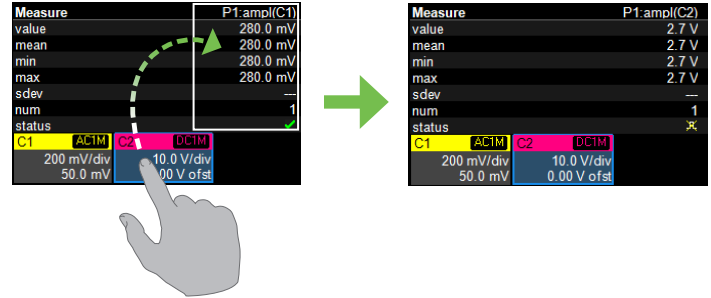 Measure P1:ampl(C1)
value 280.0 mV
mean 280.0 mV
min 280.0 mV
max 280.0 mV
sdev ---
num 1
status
C1 AC1M C2 DC1M
200 mV/div 10.0 V/div
50.0 mV .00 V ofst
Measure P1:ampl(C2)
value 2.7 V
mean 2.7 V
min 2.7 V
max 2.7 V
sdev ---
num 1
status
C1 AC1M C2 DC1M
200 mV/div 10.0 V/div
50.0 mV 0.00 V ofst